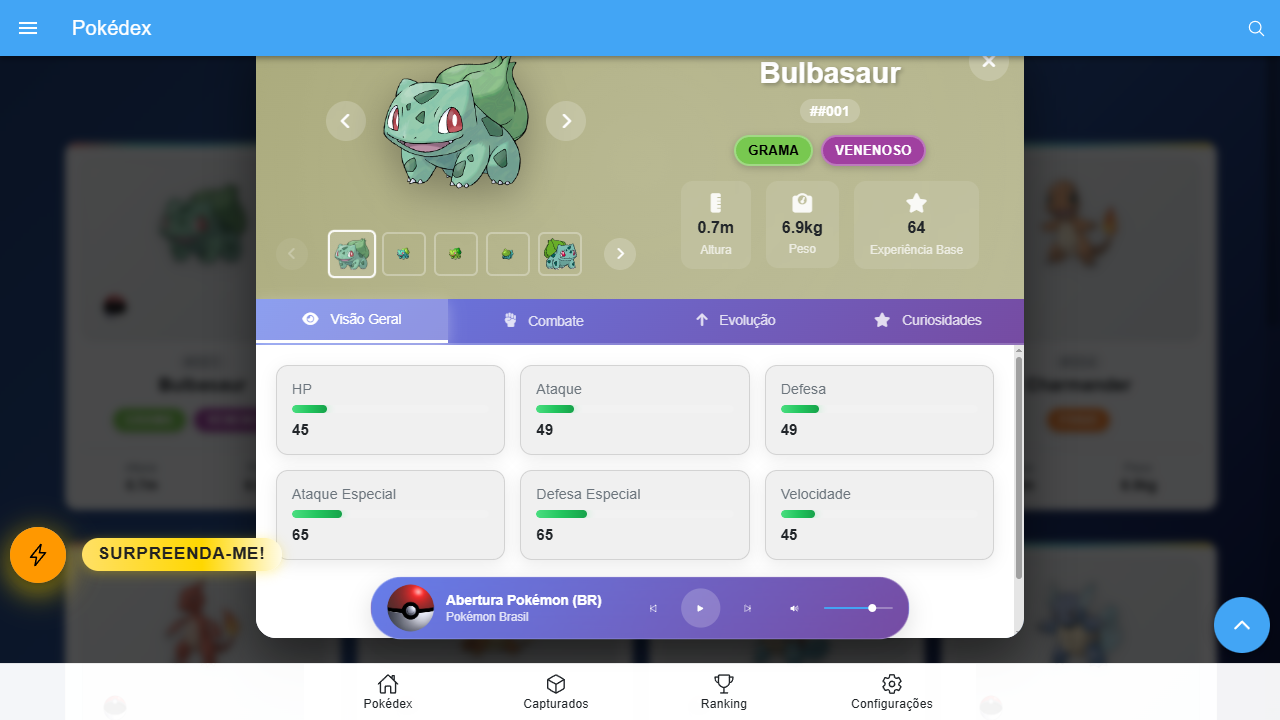 Pokédex
Bulbasaur
##001
GRAMA
VENENOSO
0.7m
Altura
6.9kg
Peso
64
Experiência Base
Visão Geral
Combate
Evolução
Curiosidades
HP
45
Ataque
49
Defesa
49
Ataque Especial
65
Defesa Especial
65
Velocidade
45
SURPREENDA-ME!
Abertura Pokémon (BR)
Pokémon Brasil
Pokédex
Capturados
Ranking
Configurações